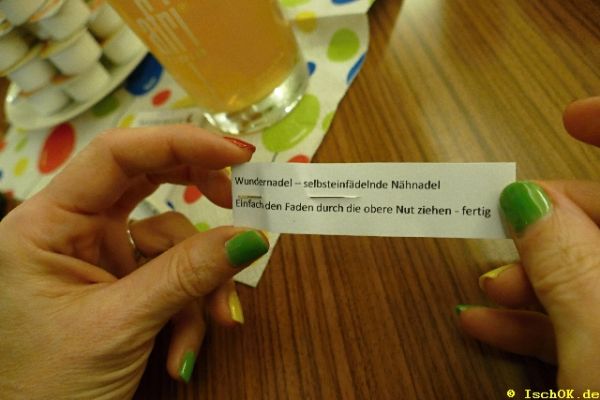 Wundernadel – selbsteinfädelnde Nähnadel
Einfach den Faden durch die obere Nut ziehen - fertig
© IschOK.de